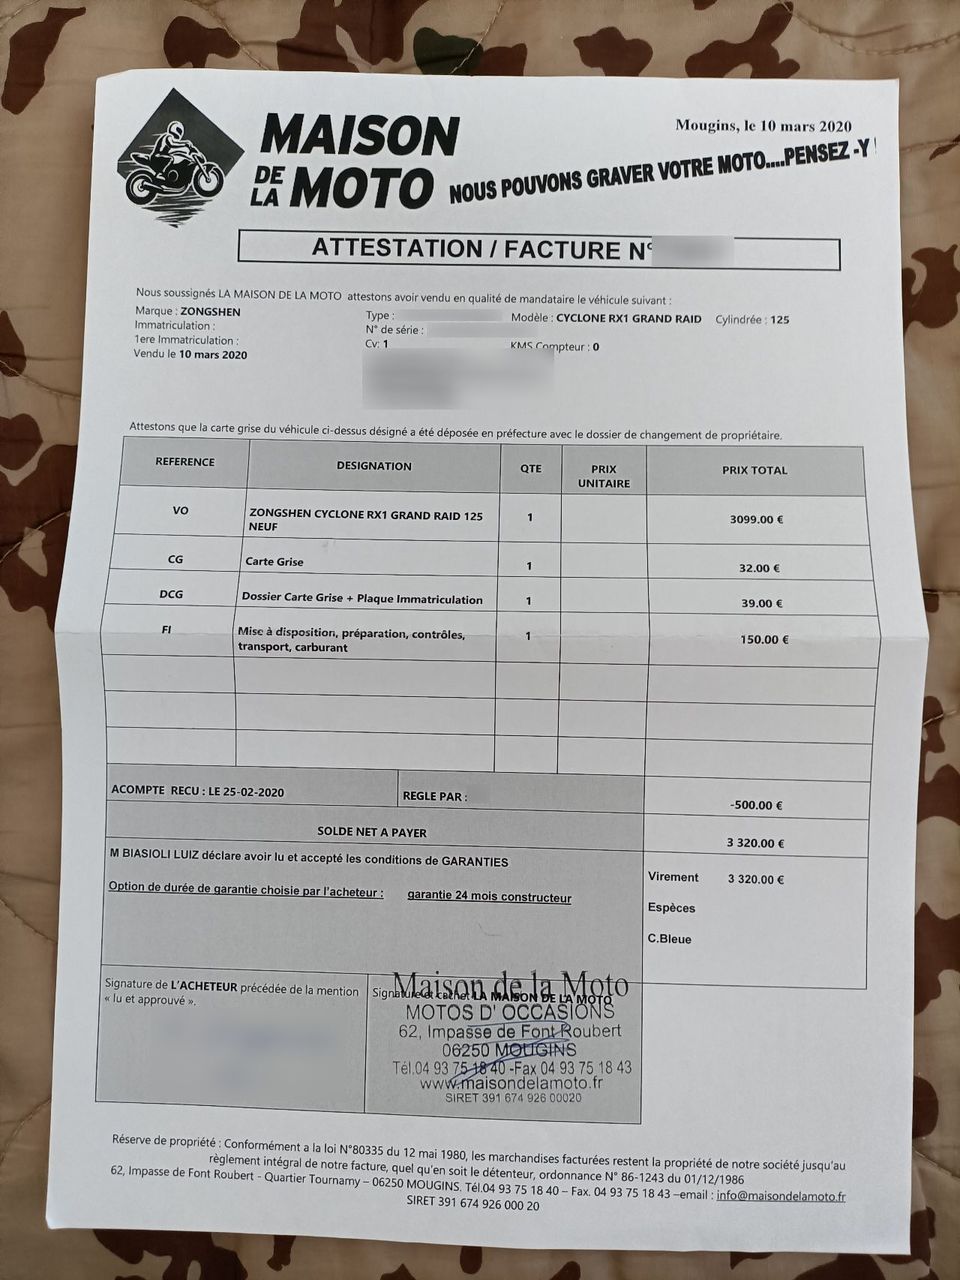 MAISON
DE LA MOTO
Mougins, le 10 mars 2020
NOUS POUVONS GRAVER VOTRE MOTO....PENSEZ -Y !
ATTESTATION / FACTURE N°
Nous soussignés LA MAISON DE LA MOTO attestons avoir vendu en qualité de mandataire le véhicule suivant :
Marque : ZONGSHEN Type : Modèle : CYCLONE RX1 GRAND RAID Cylindrée : 125
Immatriculation : N° de série :
1ere Immatriculation : Cv: 1 KMS Compteur : 0
Vendu le 10 mars 2020
Attestons que la carte grise du véhicule ci-dessus désigné a été déposée en préfecture avec le dossier de changement de propriétaire.
REFERENCE DESIGNATION QTE PRIX UNITAIRE PRIX TOTAL
VO ZONGSHEN CYCLONE RX1 GRAND RAID 125 1 3099.00 €
NEUF
CG Carte Grise 1 32.00 €
DCG Dossier Carte Grise + Plaque Immatriculation 1 39.00 €
FI Mise à disposition, préparation, contrôles, 1 150.00 €
transport, carburant
ACOMPTE RECU : LE 25-02-2020 REGLE PAR : -500.00 €
SOLDE NET A PAYER 3 320.00 €
M BIASIOLI LUIZ déclare avoir lu et accepté les conditions de GARANTIES
Virement 3 320.00 €
Option de durée de garantie choisie par l'acheteur : garantie 24 mois constructeur
Espèces
C.Bleue
Signature de L'ACHETEUR précédée de la mention
« lu et approuvé ».
Signature et cachet LA MAISON DE LA MOTO
Maison de la Moto
MOTOS D' OCCASIONS
62, Impasse de Font Roubert
06250 MOUGINS
Tél.04 93 75 18 40 -Fax 04 93 75 18 43
www.maisondelamoto.fr
SIRET 391 674 926 00020
Réserve de propriété : Conformément a la loi N°80335 du 12 mai 1980, les marchandises facturées restent la propriété de notre société jusqu'au
règlement intégral de notre facture, quel qu'en soit le détenteur, ordonnance N° 86-1243 du 01/12/1986
62, Impasse de Font Roubert - Quartier Tournamy – 06250 MOUGINS. Tél.04 93 75 18 40 – Fax. 04 93 75 18 43 –email : info@maisondelamoto.fr
SIRET 391 674 926 000 20